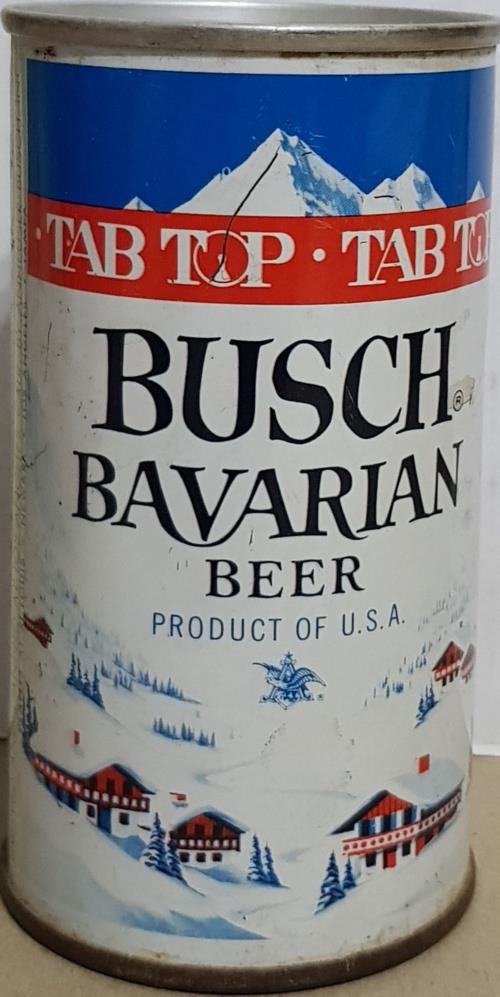 · TAB TOP · TAB TO
BUSCH®
BAVARIAN
BEER
PRODUCT OF U.S.A.